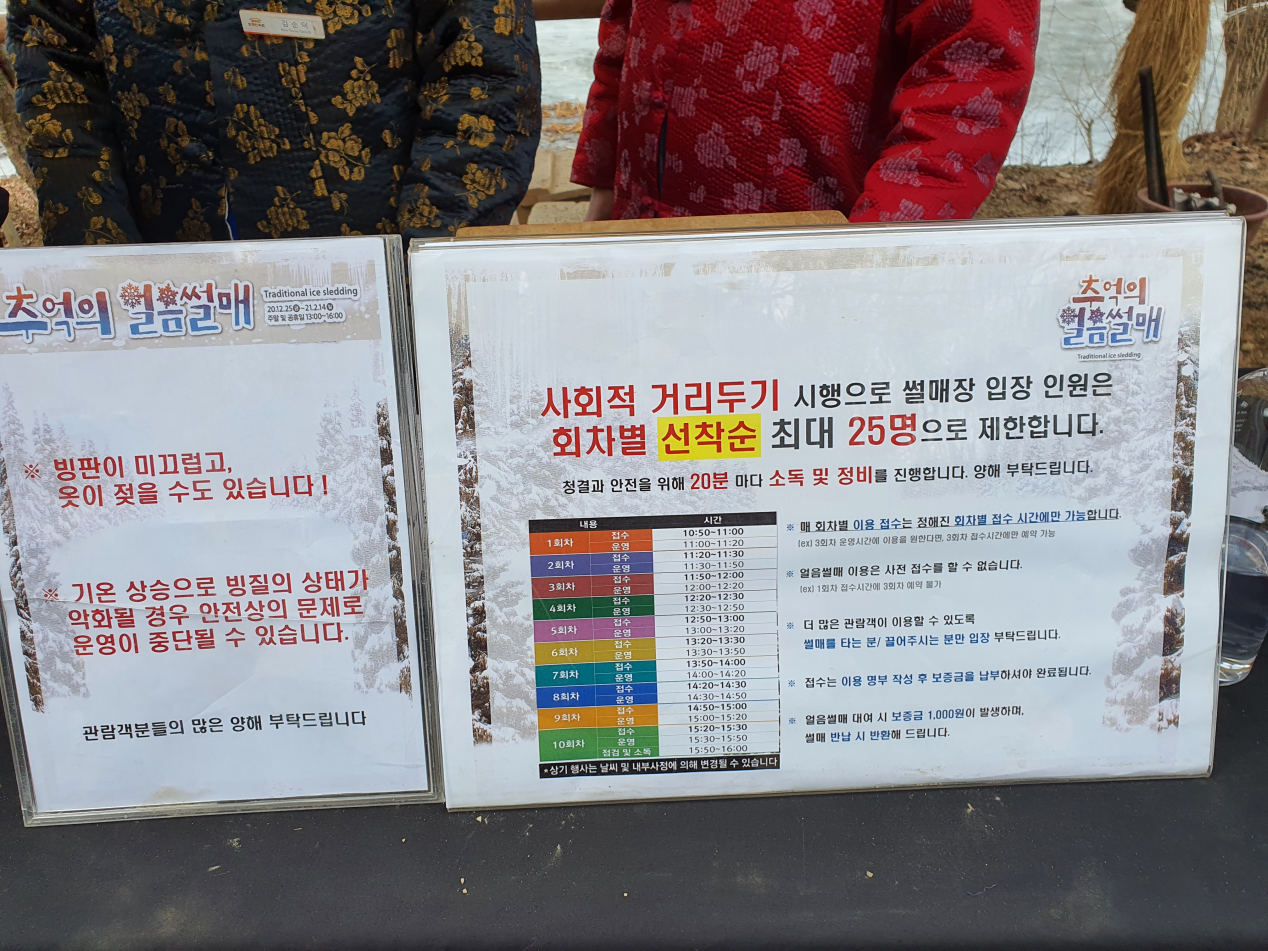 김순덕
추억의 얼음썰매
Traditional ice sledding
20.12.25㊎~21.2.14㊐
주말 및 공휴일 13:00~16:00
※ 빙판이 미끄럽고,
옷이 젖을 수도 있습니다!
※ 기온 상승으로 빙질의 상태가
악화될 경우 안전상의 문제로
운영이 중단될 수 있습니다.
관람객분들의 많은 양해 부탁드립니다
추억의
얼음썰매
Traditional ice sledding
사회적 거리두기 시행으로 썰매장 입장 인원은
회차별 선착순 최대 25명으로 제한합니다.
청결과 안전을 위해 20분 마다 소독 및 정비를 진행합니다. 양해 부탁드립니다.
내용 시간
1회차 접수 10:50~11:00
운영 11:00~11:20
2회차 접수 11:20~11:30
운영 11:30~11:50
3회차 접수 11:50~12:00
운영 12:00~12:20
4회차 접수 12:20~12:30
운영 12:30~12:50
5회차 접수 12:50~13:00
운영 13:00~13:20
6회차 접수 13:20~13:30
운영 13:30~13:50
7회차 접수 13:50~14:00
운영 14:00~14:20
8회차 접수 14:20~14:30
운영 14:30~14:50
9회차 접수 14:50~15:00
운영 15:00~15:20
10회차 접수 15:20~15:30
운영 15:30~15:50
점검 및 소독 15:50~16:00
*상기 행사는 날씨 및 내부사정에 의해 변경될 수 있습니다
※ 매 회차별 이용 접수는 정해진 회차별 접수 시간에만 가능합니다.
(ex) 3회차 운영시간에 이용을 원한다면, 3회차 접수시간에만 예약 가능
※ 얼음썰매 이용은 사전 접수를 할 수 없습니다.
(ex) 1회차 접수시간에 3회차 예약 불가
※ 더 많은 관람객이 이용할 수 있도록
썰매를 타는 분/ 끌어주시는 분만 입장 부탁드립니다.
※ 접수는 이용 명부 작성 후 보증금을 납부하셔야 완료됩니다.
※ 얼음썰매 대여 시 보증금 1,000원이 발생하며,
썰매 반납 시 반환해 드립니다.